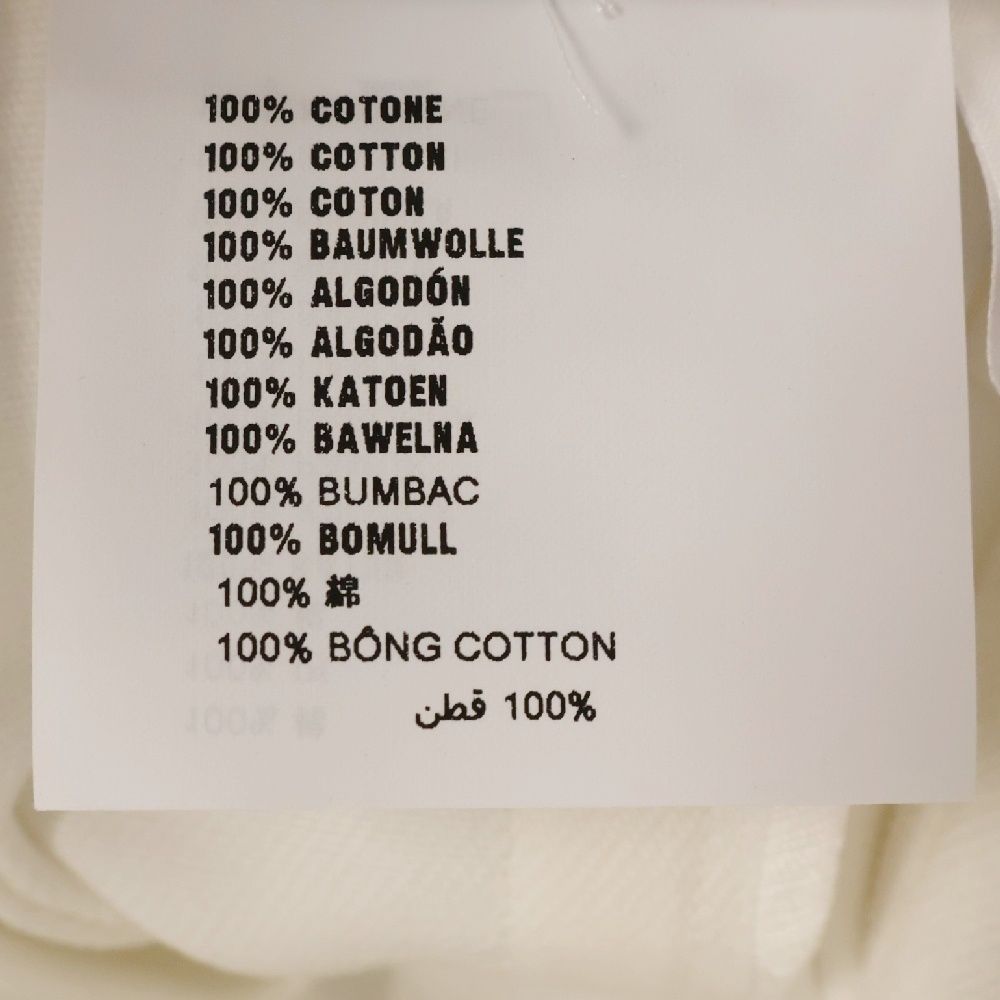 100% COTONE
100% COTTON
100% COTON
100% BAUMWOLLE
100% ALGODÓN
100% ALGODÃO
100% KATOEN
100% BAWELNA
100% BUMBAC
100% BOMULL
100% 綿
100% BÔNG COTTON
100% قطن